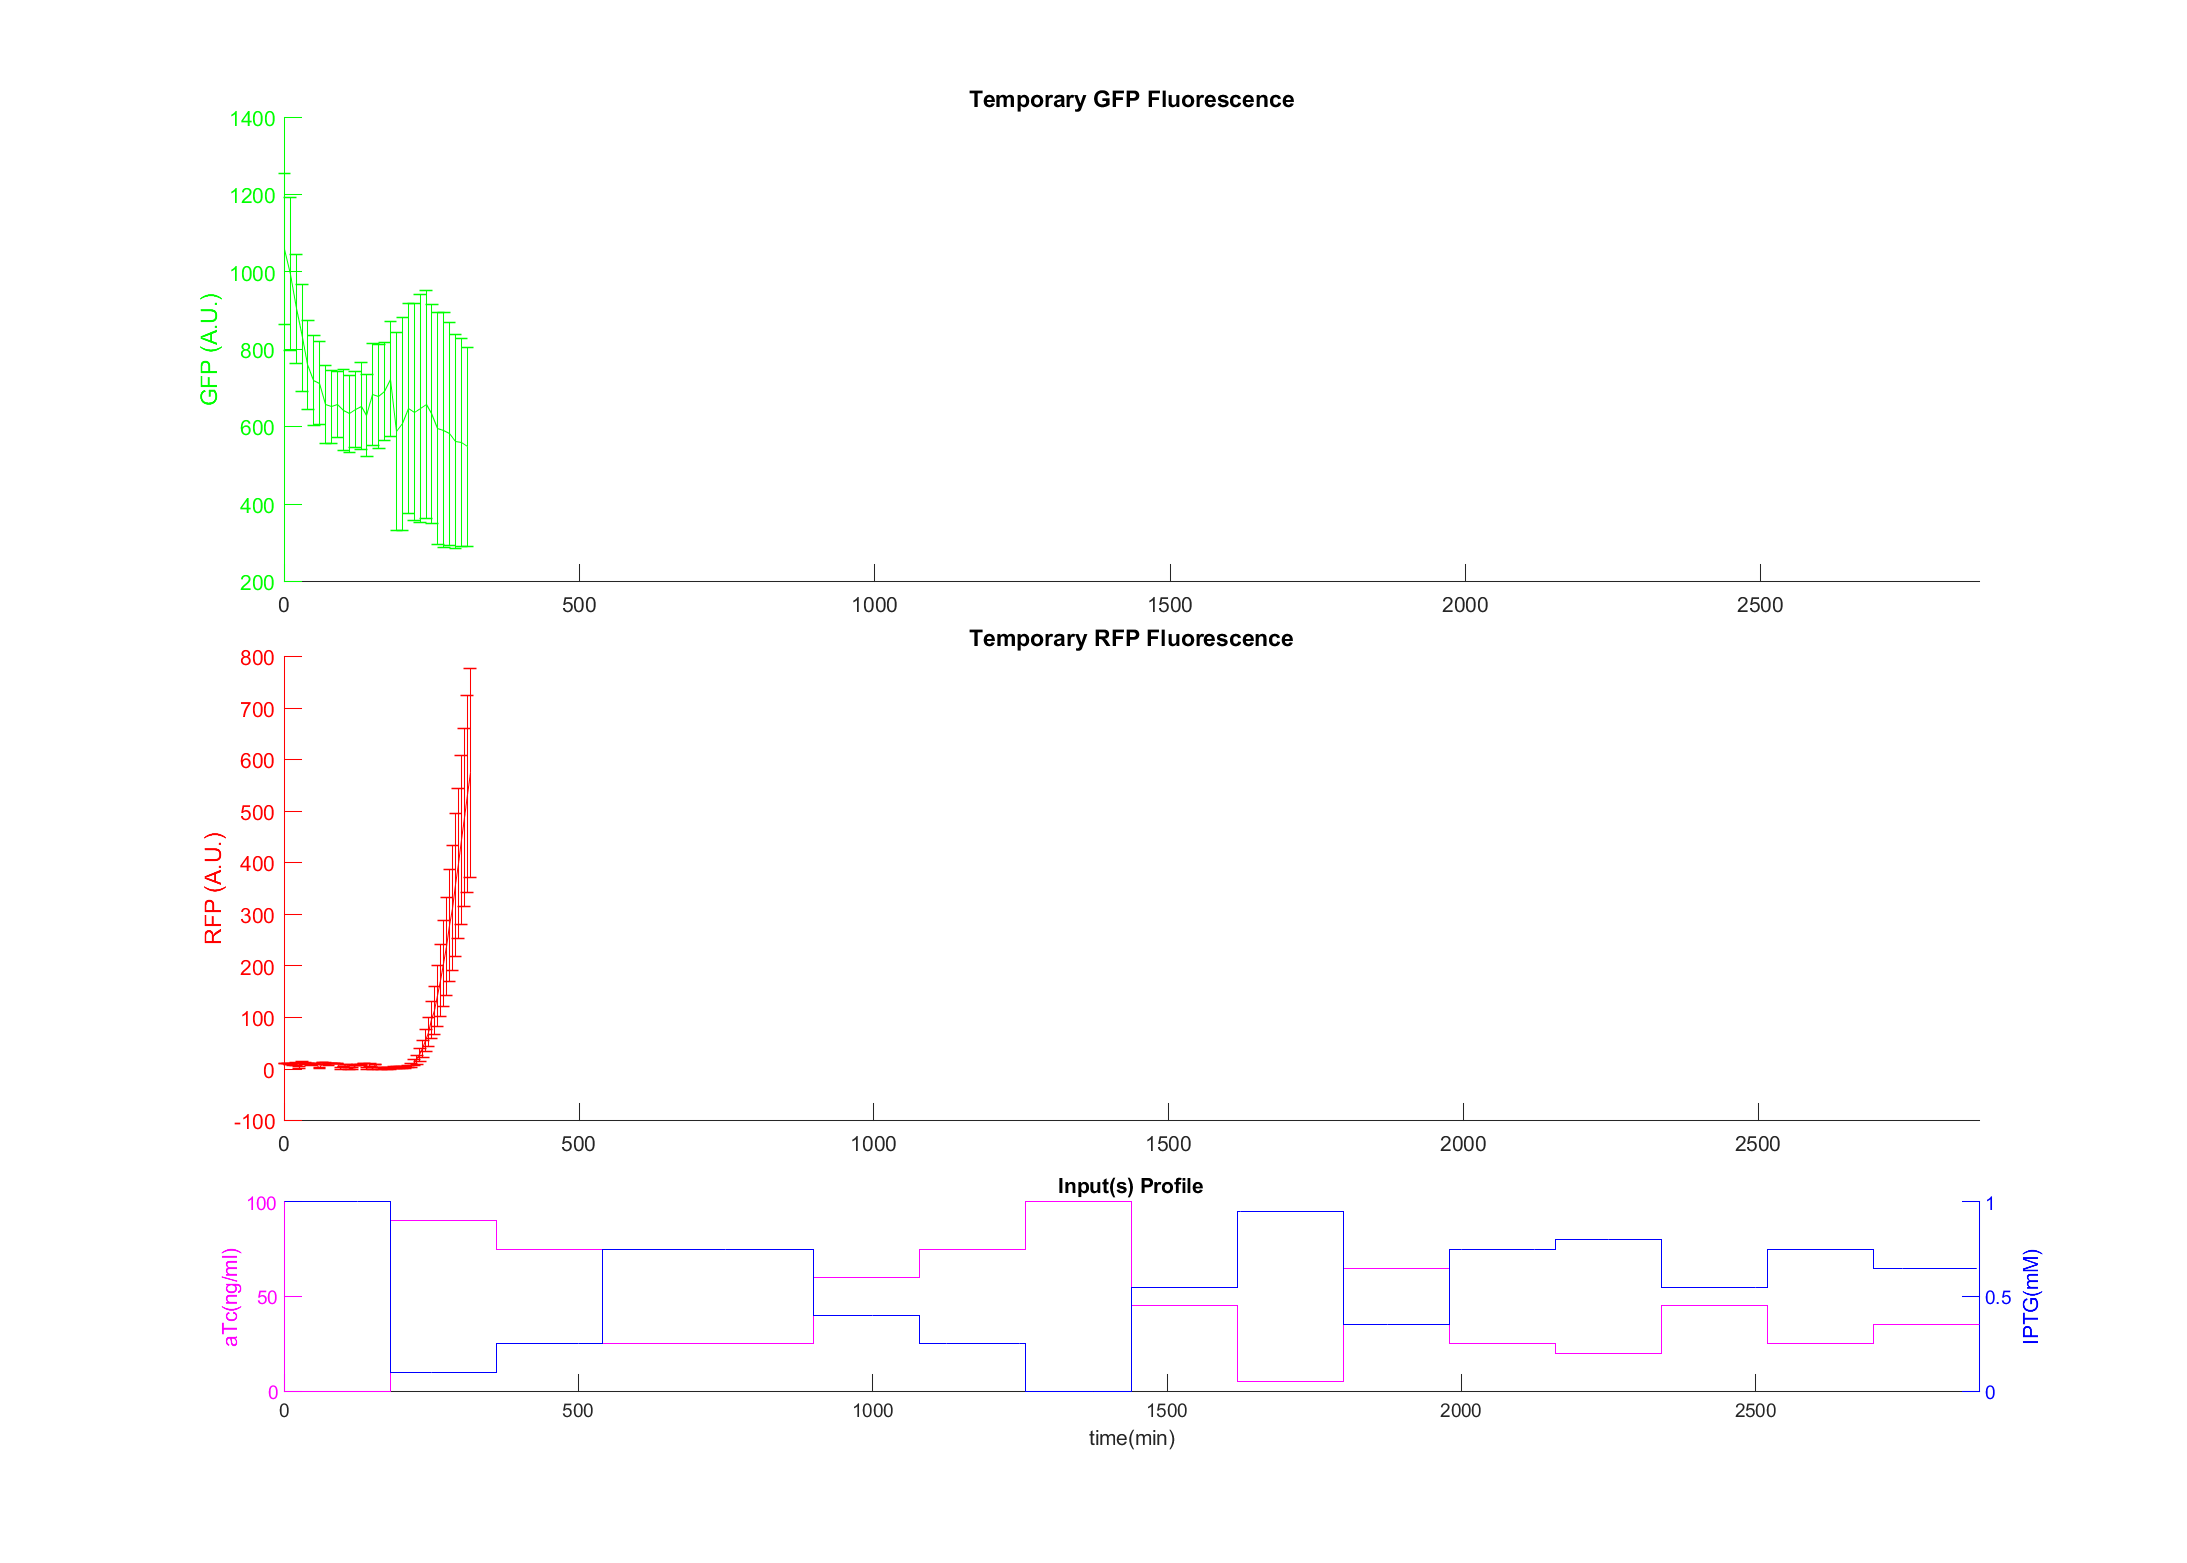 Temporary GFP Fluorescence
GFP (A.U.)
1400
1200
1000
800
600
400
200
0 500 1000 1500 2000 2500
Temporary RFP Fluorescence
RFP (A.U.)
800
700
600
500
400
300
200
100
0
-100
0 500 1000 1500 2000 2500
Input(s) Profile
aTc(ng/ml)
100
50
0
1
0.5
0
IPTG(mM)
0 500 1000 1500 2000 2500
time(min)